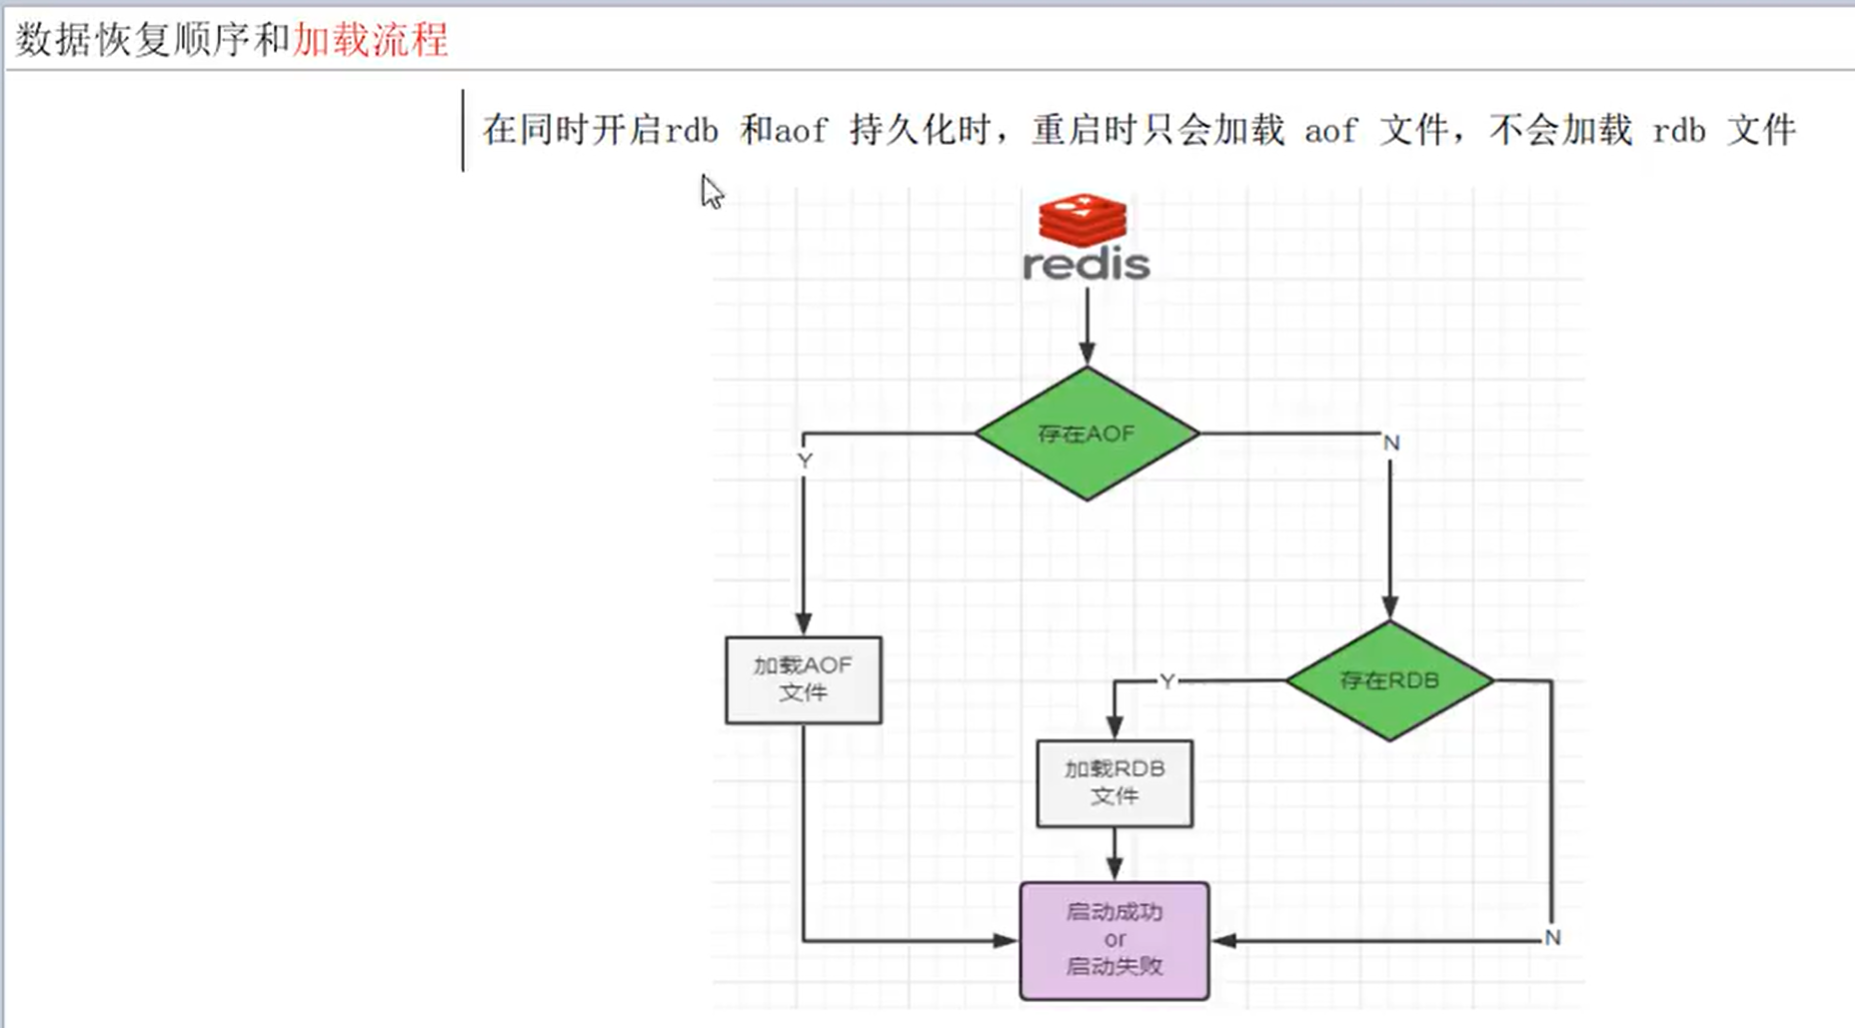 数据恢复顺序和加载流程
在同时开启rdb 和aof 持久化时，重启时只会加载 aof 文件，不会加载 rdb 文件
redis
存在AOF
Y
N
加载AOF
文件
存在RDB
Y
加载RDB
文件
启动成功
or
启动失败
N